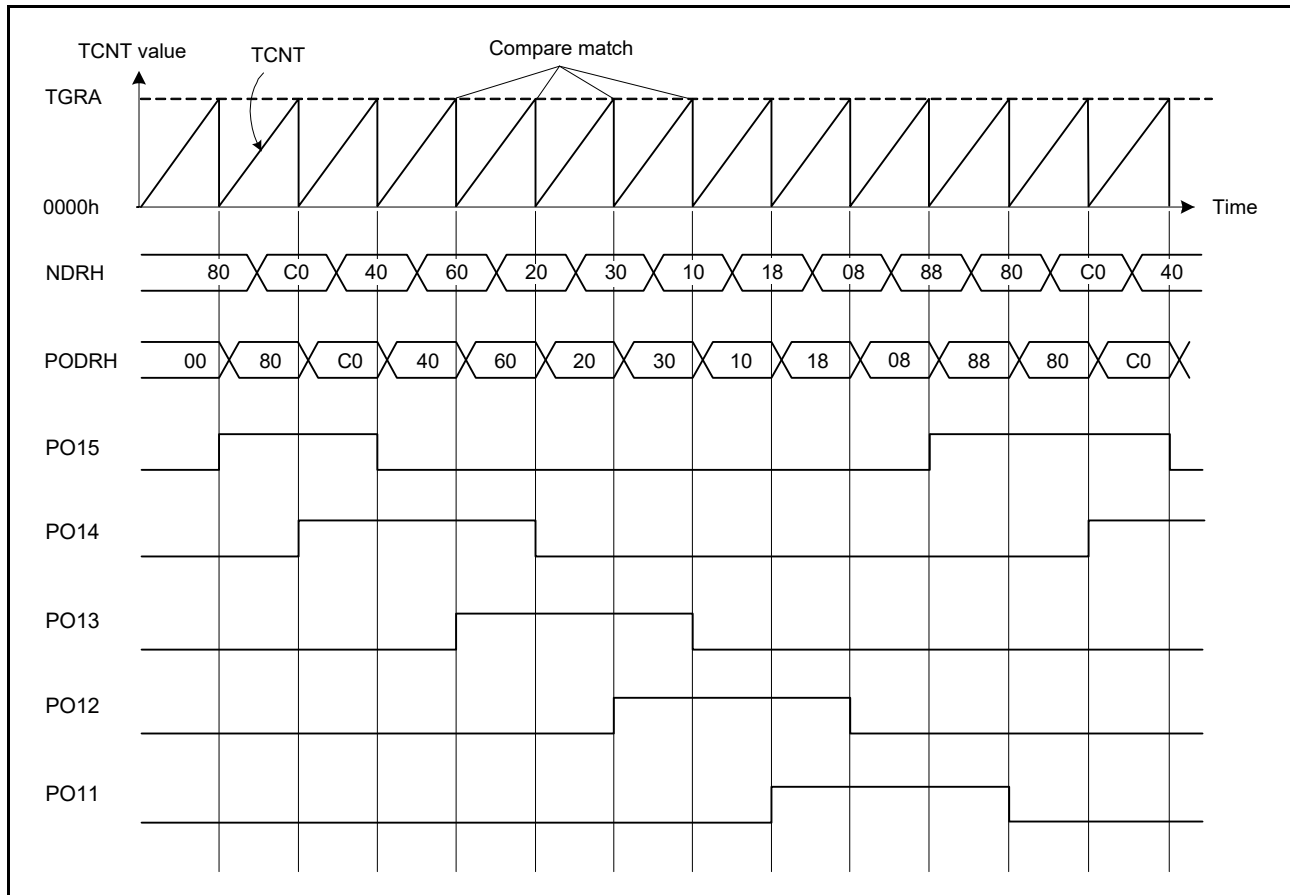 Compare match
TCNT value
TCNT
TGRA
0000h
Time
NDRH 80 C0 40 60 20 30 10 18 08 88 80 C0 40
PODRH 00 80 C0 40 60 20 30 10 18 08 88 80 C0
PO15
PO14
PO13
PO12
PO11